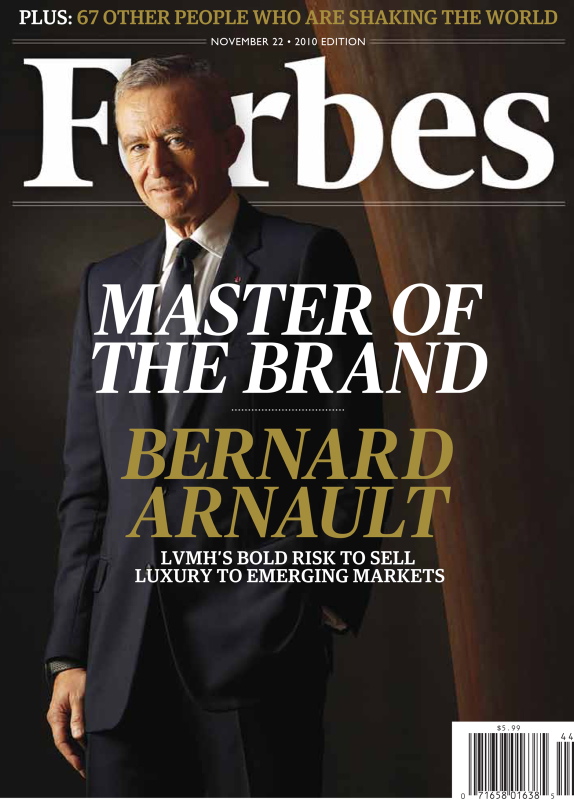 PLUS: 67 OTHER PEOPLE WHO ARE SHAKING THE WORLD
NOVEMBER 22 • 2010 EDITION
Forbes
MASTER OF
THE BRAND
BERNARD
ARNAULT
LVMH'S BOLD RISK TO SELL
LUXURY TO EMERGING MARKETS
$5.99
44
0 71658 01638 5